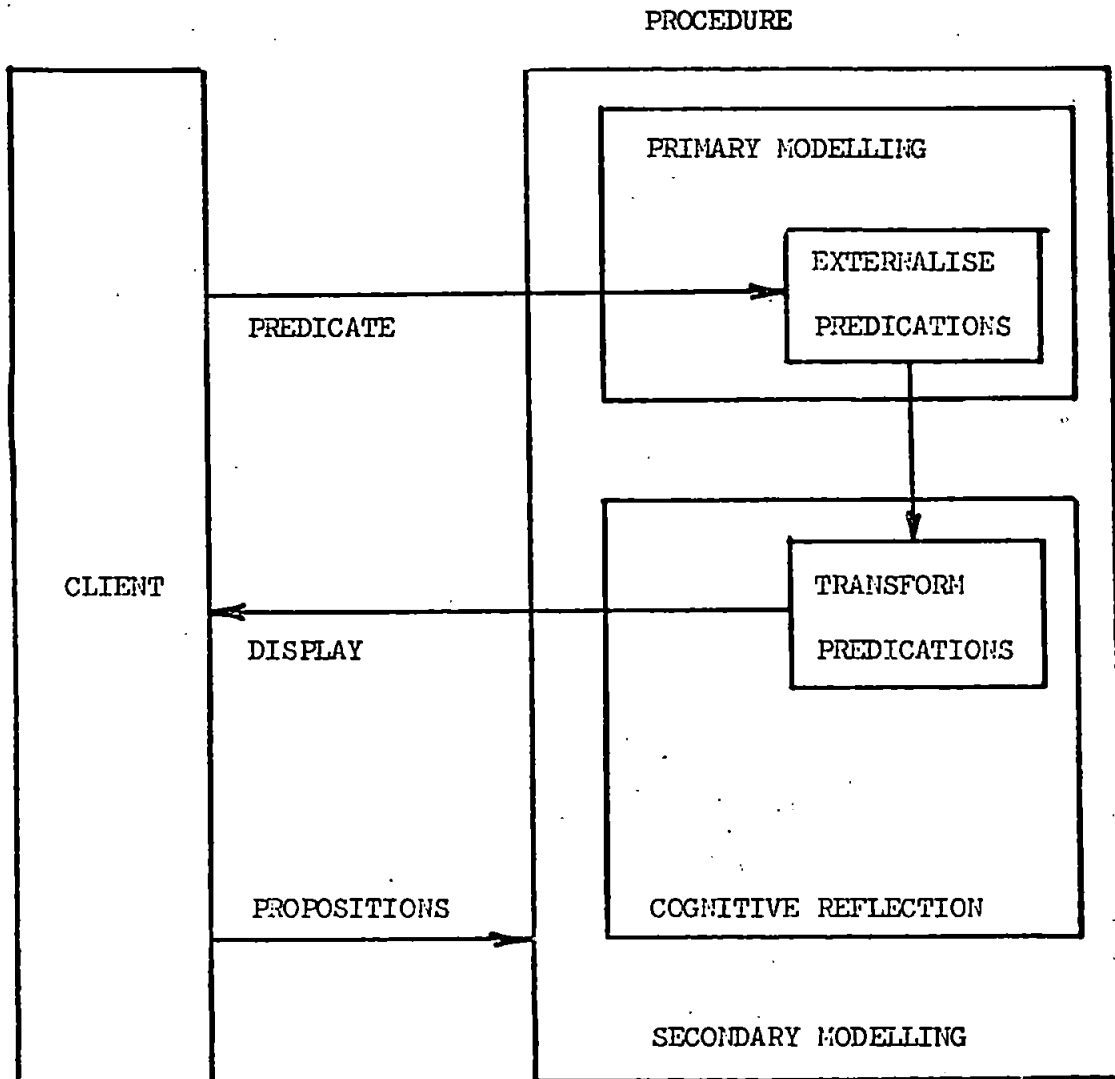 PROCEDURE
PRIMARY MODELLING
EXTERNALISE
PREDICATIONS
PREDICATE
CLIENT
TRANSFORM
PREDICATIONS
DISPLAY
PROPOSITIONS
COGNITIVE REFLECTION
SECONDARY MODELLING